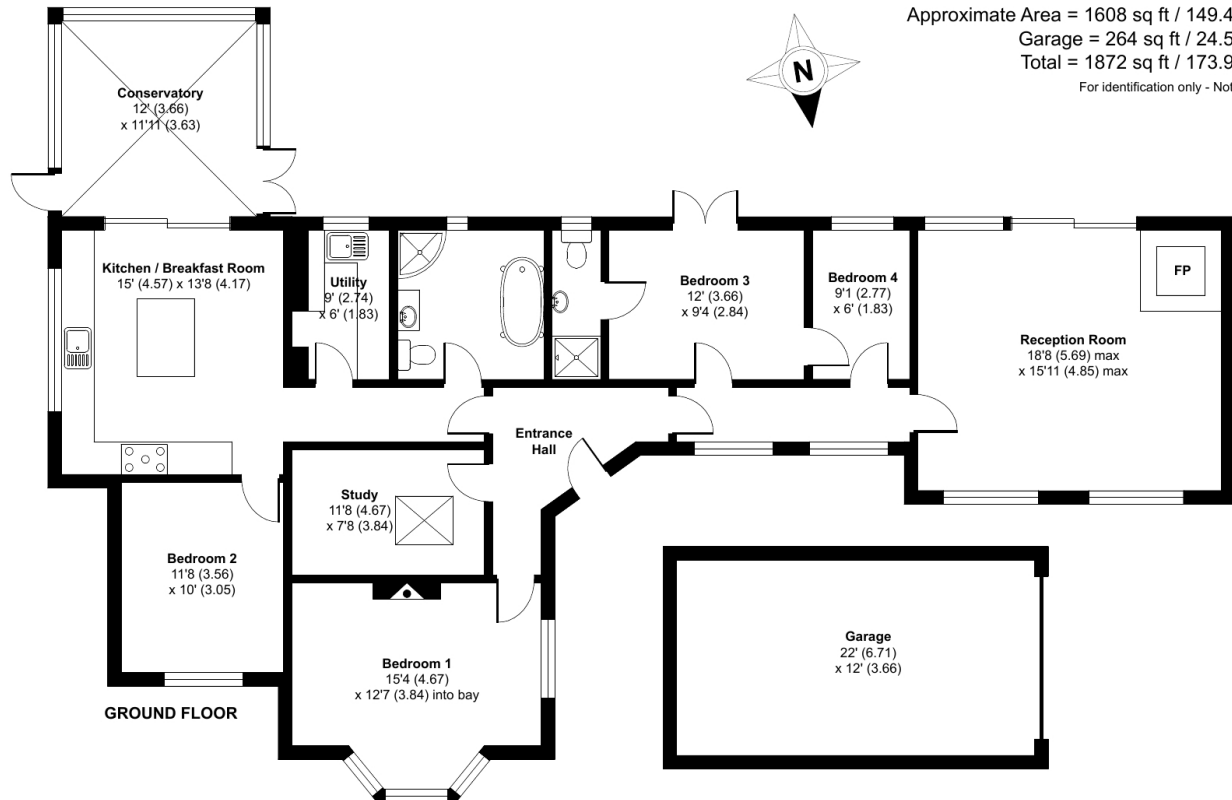 Approximate Area = 1608 sq ft / 149.4
Garage = 264 sq ft / 24.5
Total = 1872 sq ft / 173.9
For identification only - Not
N
Conservatory
12' (3.66)
x 11'11 (3.63)
Kitchen / Breakfast Room
15' (4.57) x 13'8 (4.17)
Utility
9' (2.74)
x 6' (1.83)
Bedroom 3
12' (3.66)
x 9'4 (2.84)
Bedroom 4
9'1 (2.77)
x 6' (1.83)
FP
Reception Room
18'8 (5.69) max
x 15'11 (4.85) max
Entrance
Hall
Study
11'8 (4.67)
x 7'8 (3.84)
Bedroom 2
11'8 (3.56)
x 10' (3.05)
Bedroom 1
15'4 (4.67)
x 12'7 (3.84) into bay
Garage
22' (6.71)
x 12' (3.66)
GROUND FLOOR